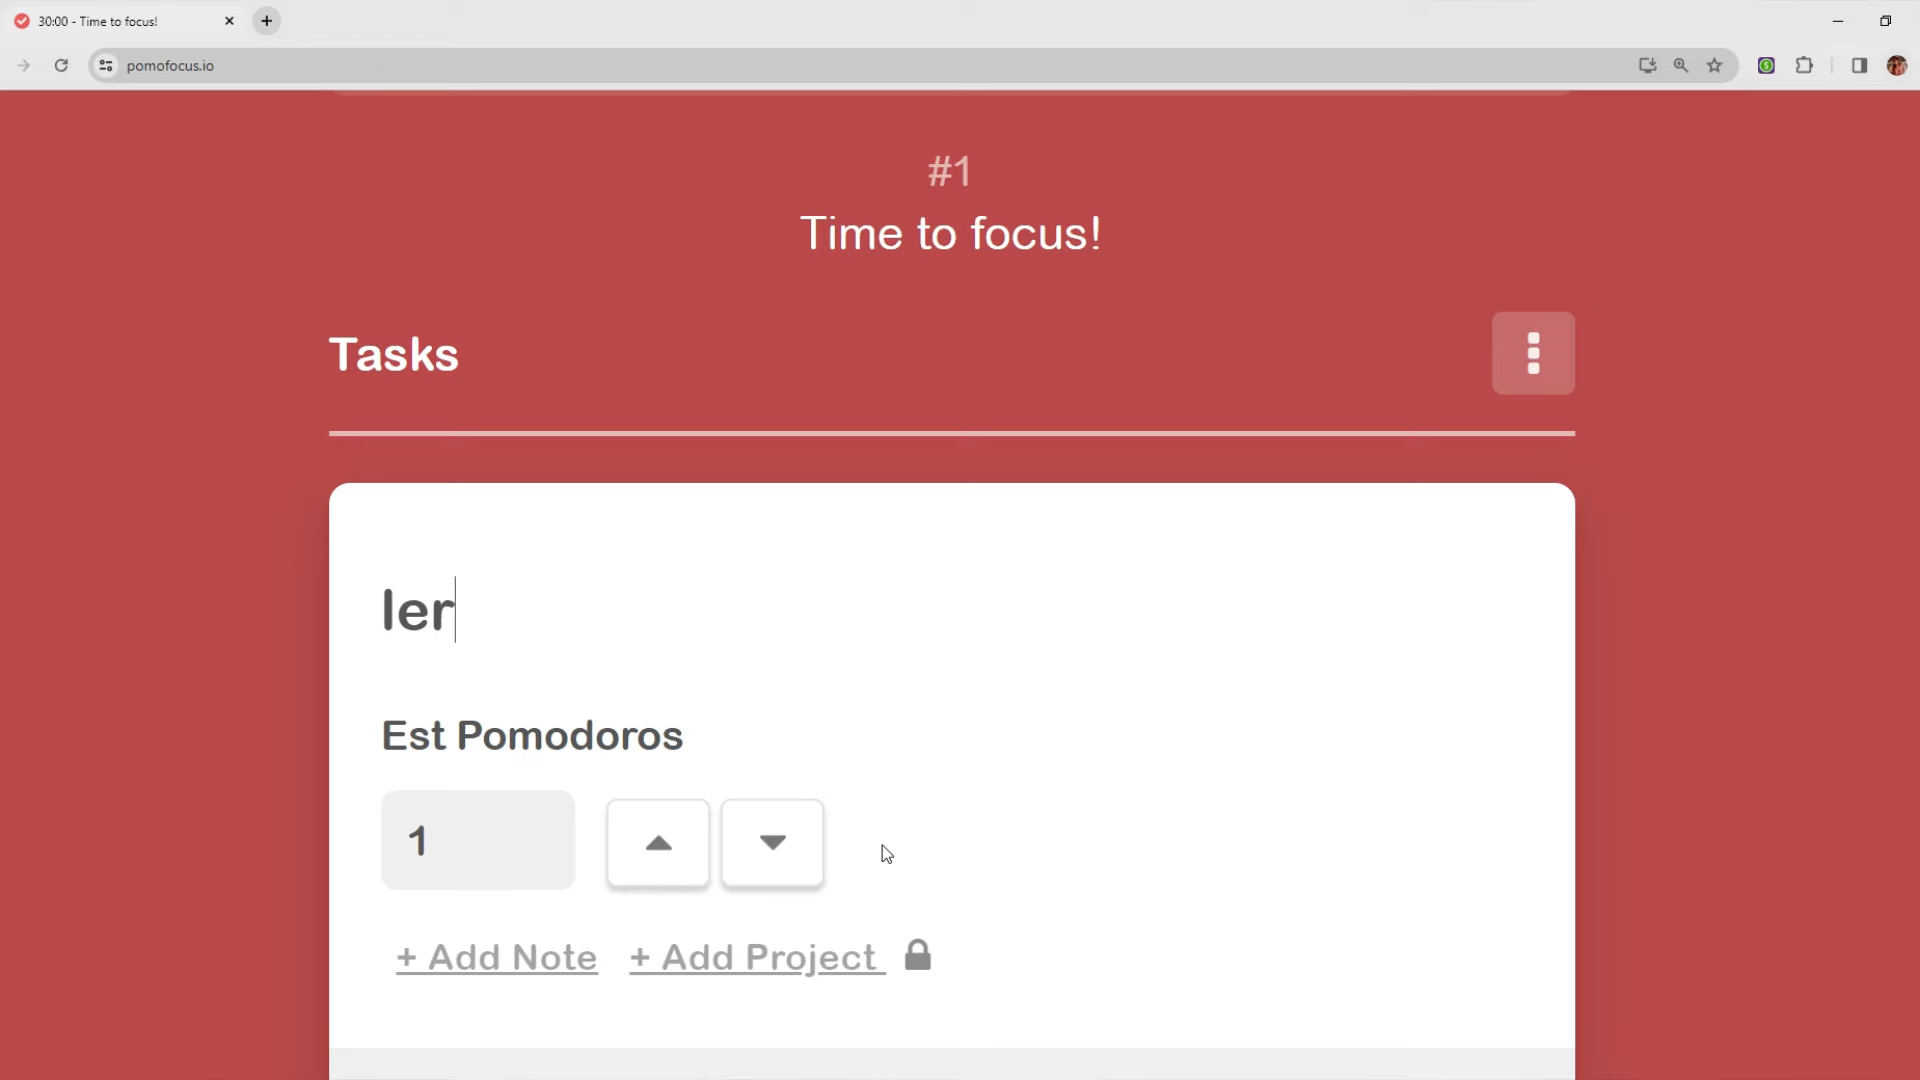 30:00 - Time to focus!
pomofocus.io
#1
Time to focus!
Tasks
ler
Est Pomodoros
1
+ Add Note + Add Project